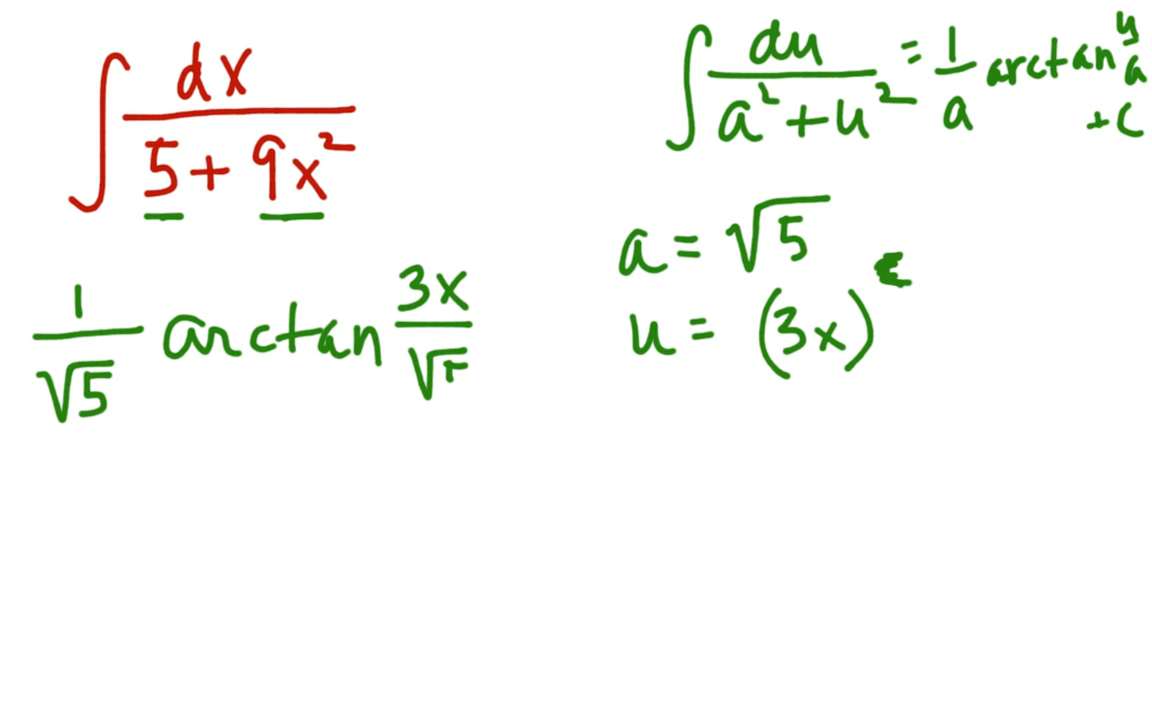 ∫ dx / (5 + 9x²)
1/√5 arctan 3x/√5
∫ du / (a² + u²) = 1/a arctan u/a
+ C
a = √5
u = (3x)